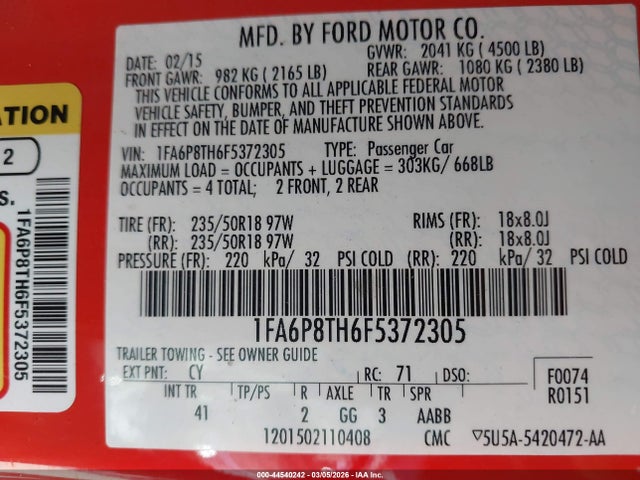 MFD. BY FORD MOTOR CO.
DATE: 02/15 GVWR: 2041 KG ( 4500 LB)
FRONT GAWR: 982 KG ( 2165 LB) REAR GAWR: 1080 KG ( 2380 LB)
THIS VEHICLE CONFORMS TO ALL APPLICABLE FEDERAL MOTOR
VEHICLE SAFETY, BUMPER, AND THEFT PREVENTION STANDARDS
IN EFFECT ON THE DATE OF MANUFACTURE SHOWN ABOVE.
VIN: 1FA6P8TH6F5372305 TYPE: Passenger Car
MAXIMUM LOAD = OCCUPANTS + LUGGAGE = 303KG/ 668LB
OCCUPANTS = 4 TOTAL; 2 FRONT, 2 REAR
TIRE (FR): 235/50R18 97W RIMS (FR): 18x8.0J
(RR): 235/50R18 97W (RR): 18x8.0J
PRESSURE (FR): 220 kPa/ 32 PSI COLD (RR): 220 kPa/ 32 PSI COLD
1FA6P8TH6F5372305
TRAILER TOWING - SEE OWNER GUIDE
EXT PNT: CY RC: 71 DSO: F0074
R0151
INT TR TP/PS R AXLE TR SPR
41 2 GG 3 AABB
1201502110408 CMC ▽5U5A-5420472-AA
ATION
2
S.
1FA6P8TH6F5372305
000-44540242 - 03/05/2026 - IAA Inc.